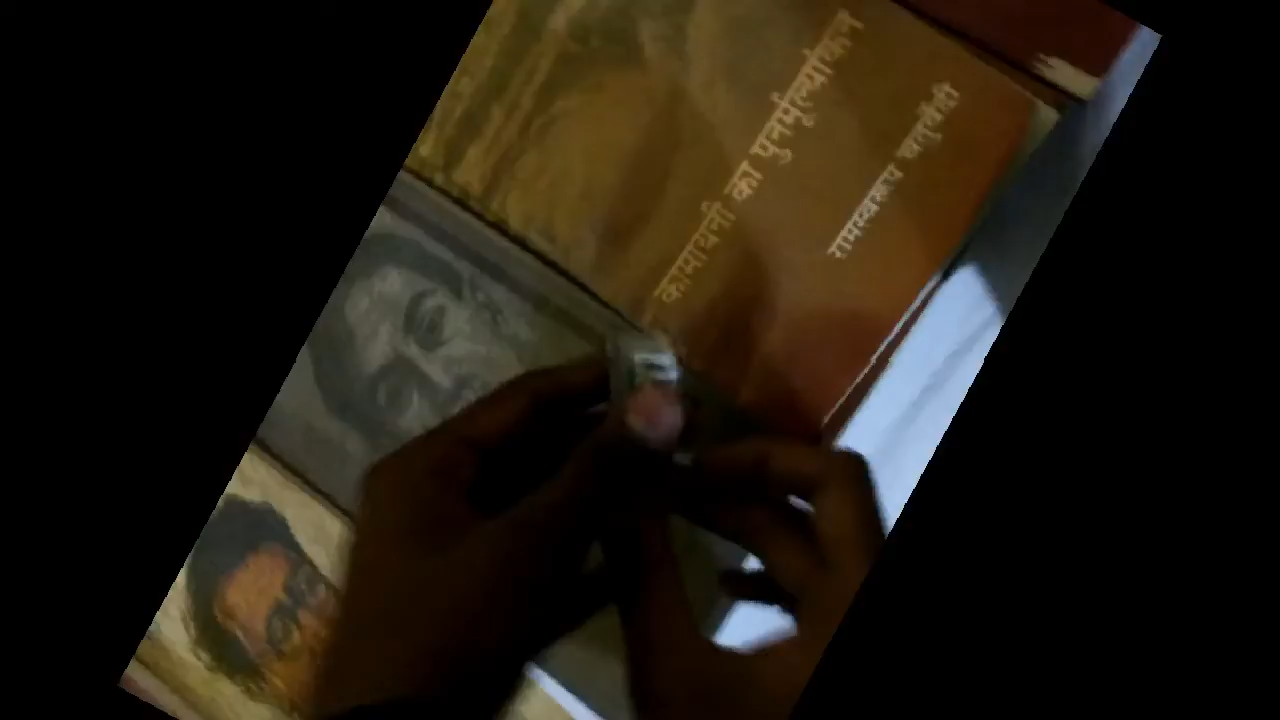 कामायनी का पुनर्मूल्यांकन
रामस्वरूप चतुर्वेदी